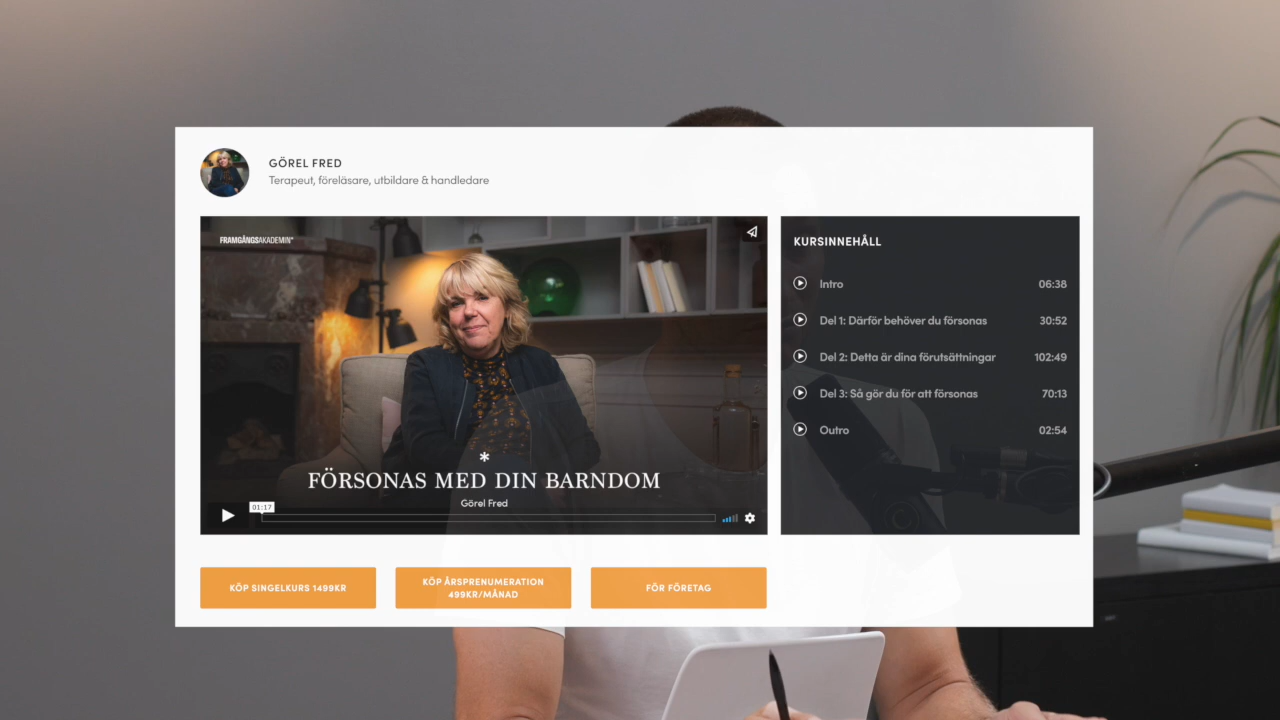 GÖREL FRED
Terapeut, föreläsare, utbildare & handledare
FRAMGÅNGSAKADEMIN
FÖRSONAS MED DIN BARNDOM
Görel Fred
01:17
KURSINNEHÅLL
Intro 06:38
Del 1: Därför behöver du försonas 30:52
Del 2: Detta är dina förutsättningar 102:49
Del 3: Så gör du för att försonas 70:13
Outro 02:54
KÖP SINGELKURS 1499KR
KÖP ÅRSPRENUMERATION
499KR/MÅNAD
FÖR FÖRETAG